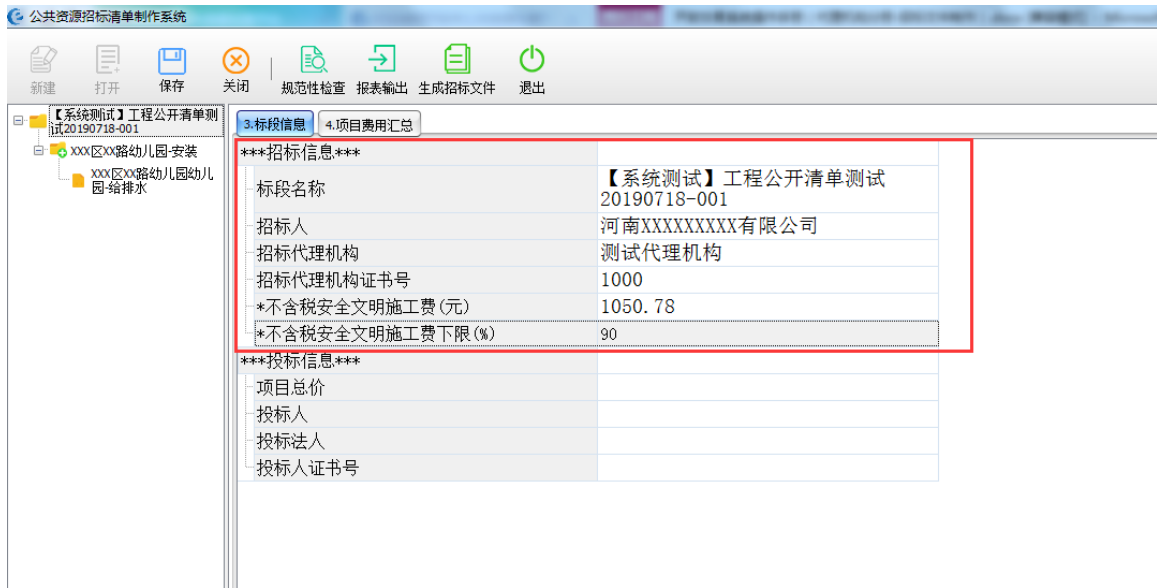 公共资源招标清单制作系统
新建 打开 保存 关闭 规范性检查 报表输出 生成招标文件 退出
【系统测试】工程公开清单测
试20190718-001
XXX区XX路幼儿园-安装
XXX区XX路幼儿园幼儿
园-给排水
3.标段信息 4.项目费用汇总
***招标信息***
标段名称 【系统测试】工程公开清单测试
20190718-001
招标人 河南XXXXXXXXX有限公司
招标代理机构 测试代理机构
招标代理机构证书号 1000
*不含税安全文明施工费(元) 1050.78
*不含税安全文明施工费下限(%) 90
***投标信息***
项目总价
投标人
投标法人
投标人证书号